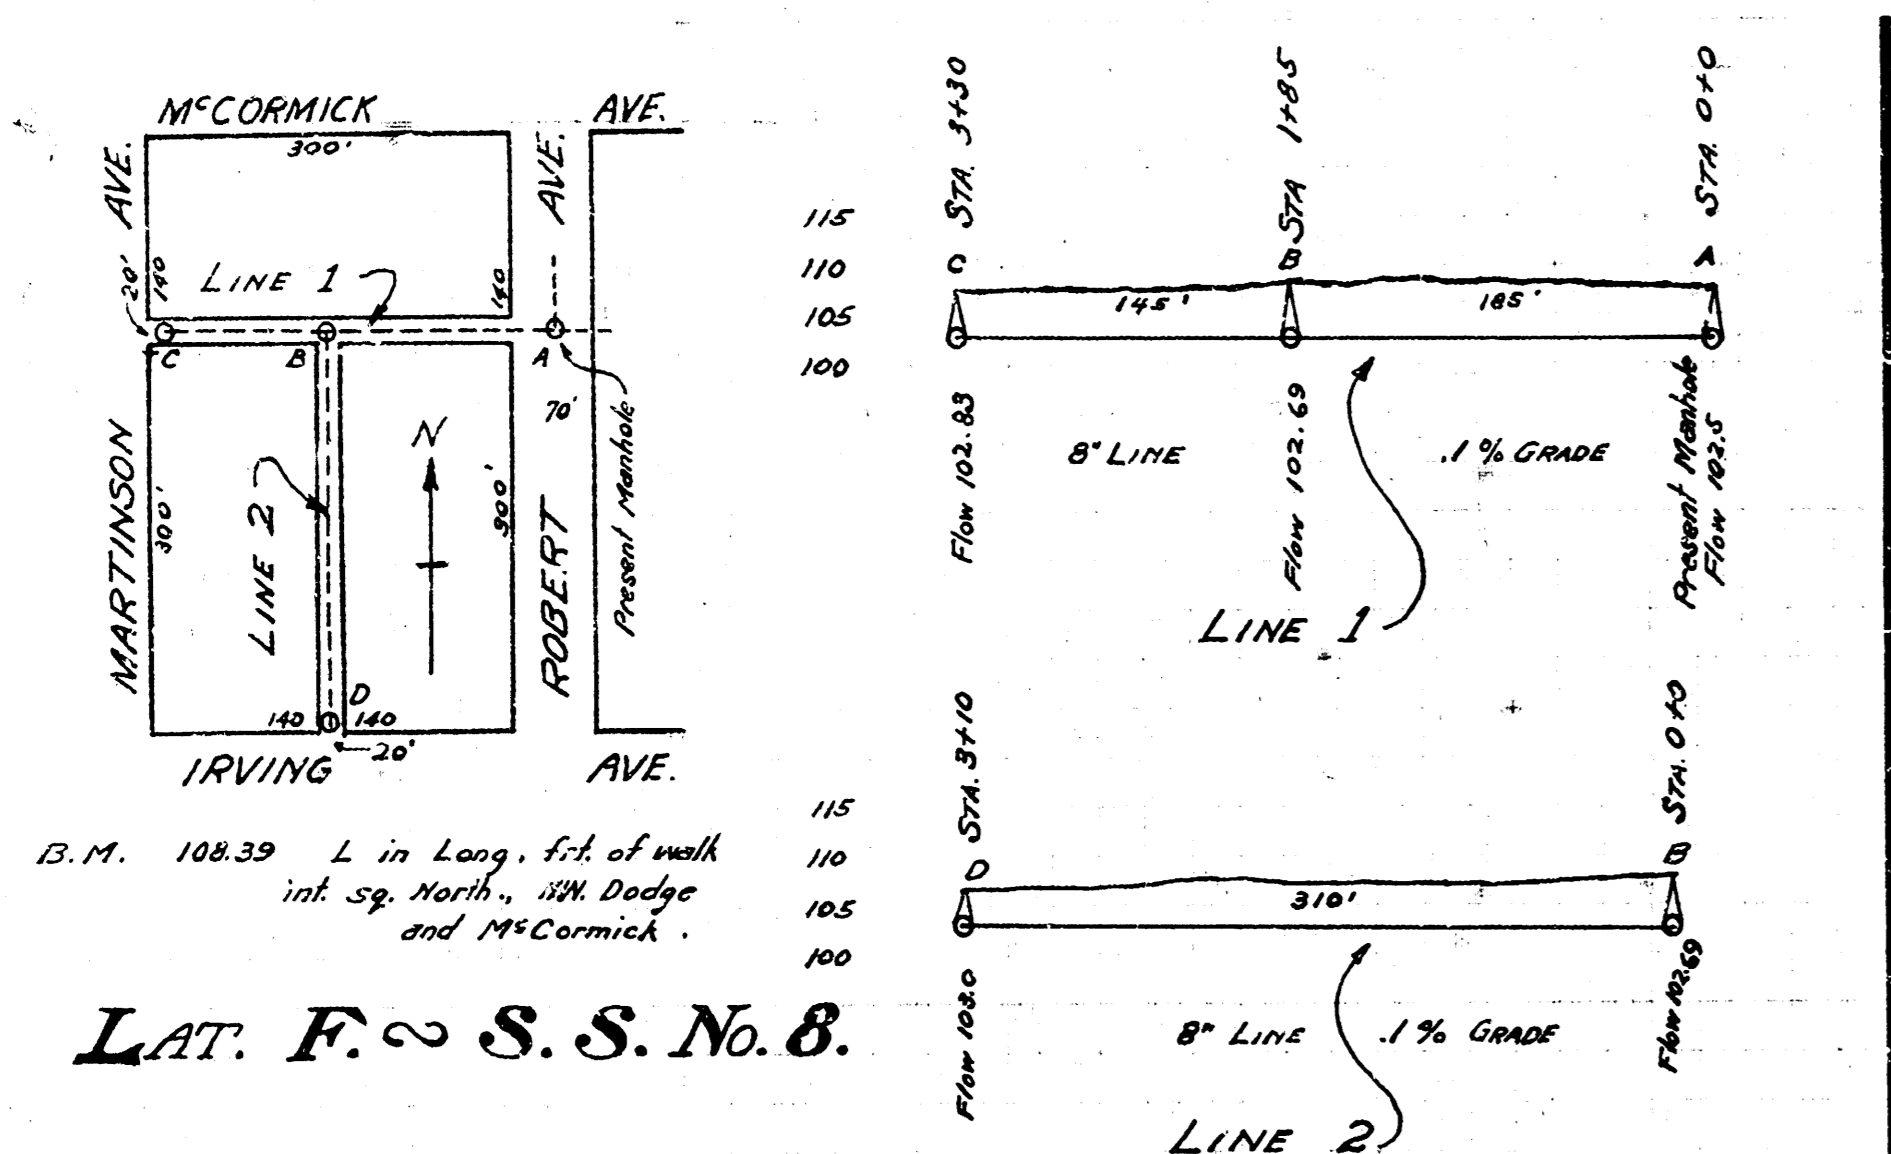 McCORMICK AVE.
300'
MARTINSON AVE.
20'
140
LINE 1
140
ROBERT AVE.
C
B
A
70'
Present Manhole
N
300'
LINE 2
300'
D
140
140
20'
IRVING AVE.
B.M. 108.39 L in Long. frt. of walk
int. sq. North., NW. Dodge
and McCormick.
LAT. F. ~ S. S. No. 8.
115
110
105
100
C STA. 3+30
B STA 1+85
A STA. 0+0
145'
185'
Flow 102.83
8" LINE
Flow 102.69
.1% GRADE
Present Manhole
Flow 102.5
LINE 1
115
110
105
100
D STA. 3+10
B STA. 0+0
310'
Flow 103.0
8" LINE
.1% GRADE
Flow 102.69
LINE 2